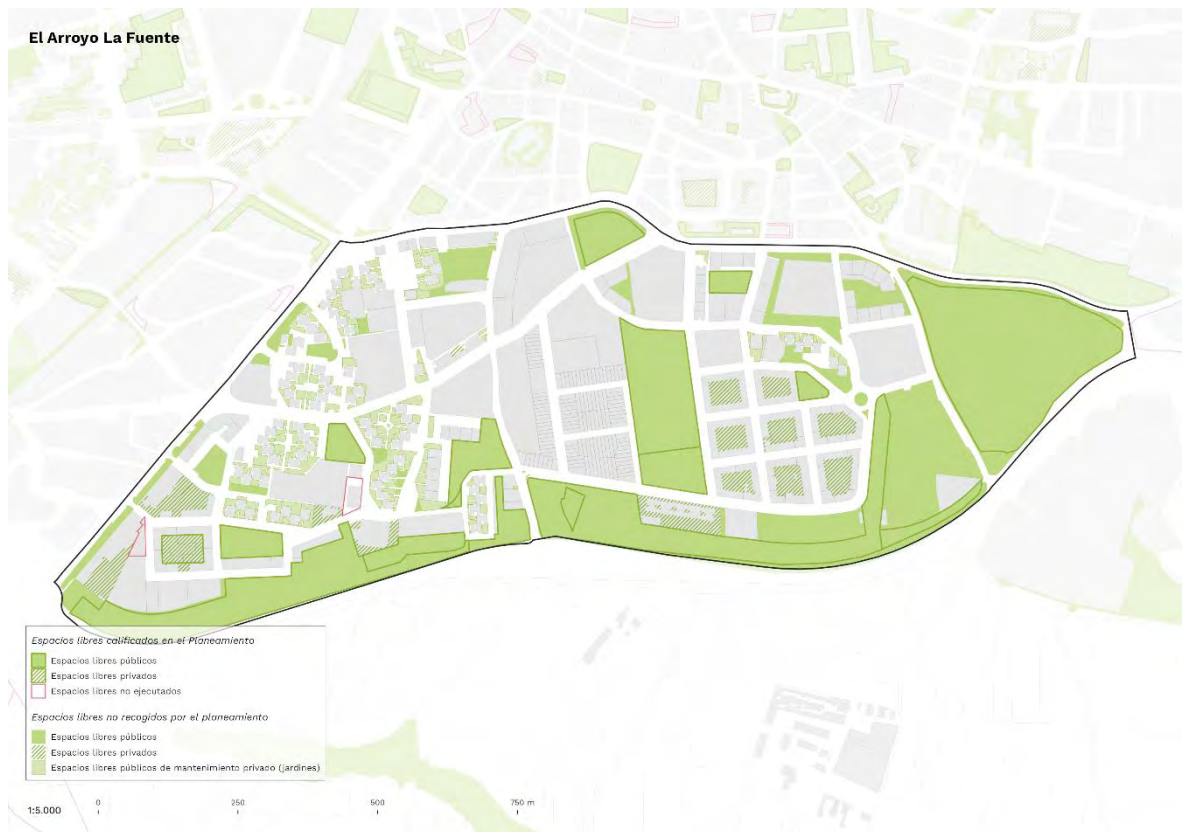 El Arroyo La Fuente
Espacios libres calificados en el Planeamiento
Espacios libres públicos
Espacios libres privados
Espacios libres no ejecutados
Espacios libres no recogidos por el planeamiento
Espacios libres públicos
Espacios libres privados
Espacios libres públicos de mantenimiento privado (jardines)
1:5.000
0 250 500 750 m